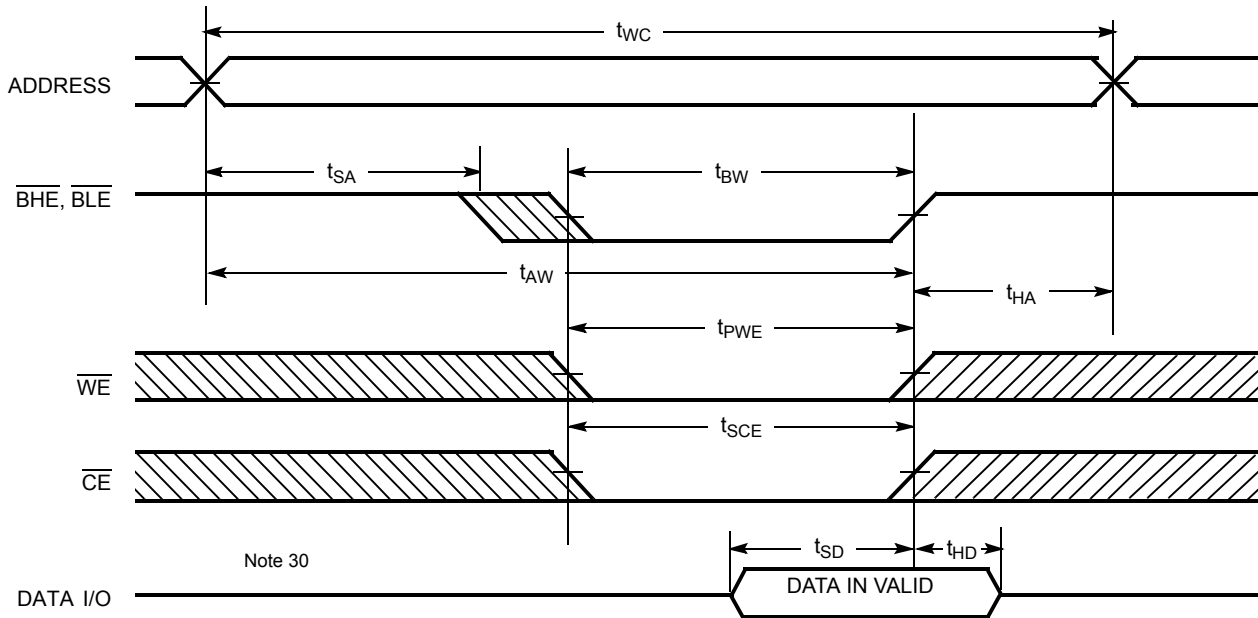 tWC
ADDRESS
tSA
tBW
BHE, BLE
tAW
tHA
tPWE
WE
tSCE
CE
Note 30
tSD
tHD
DATA I/O
DATA IN VALID